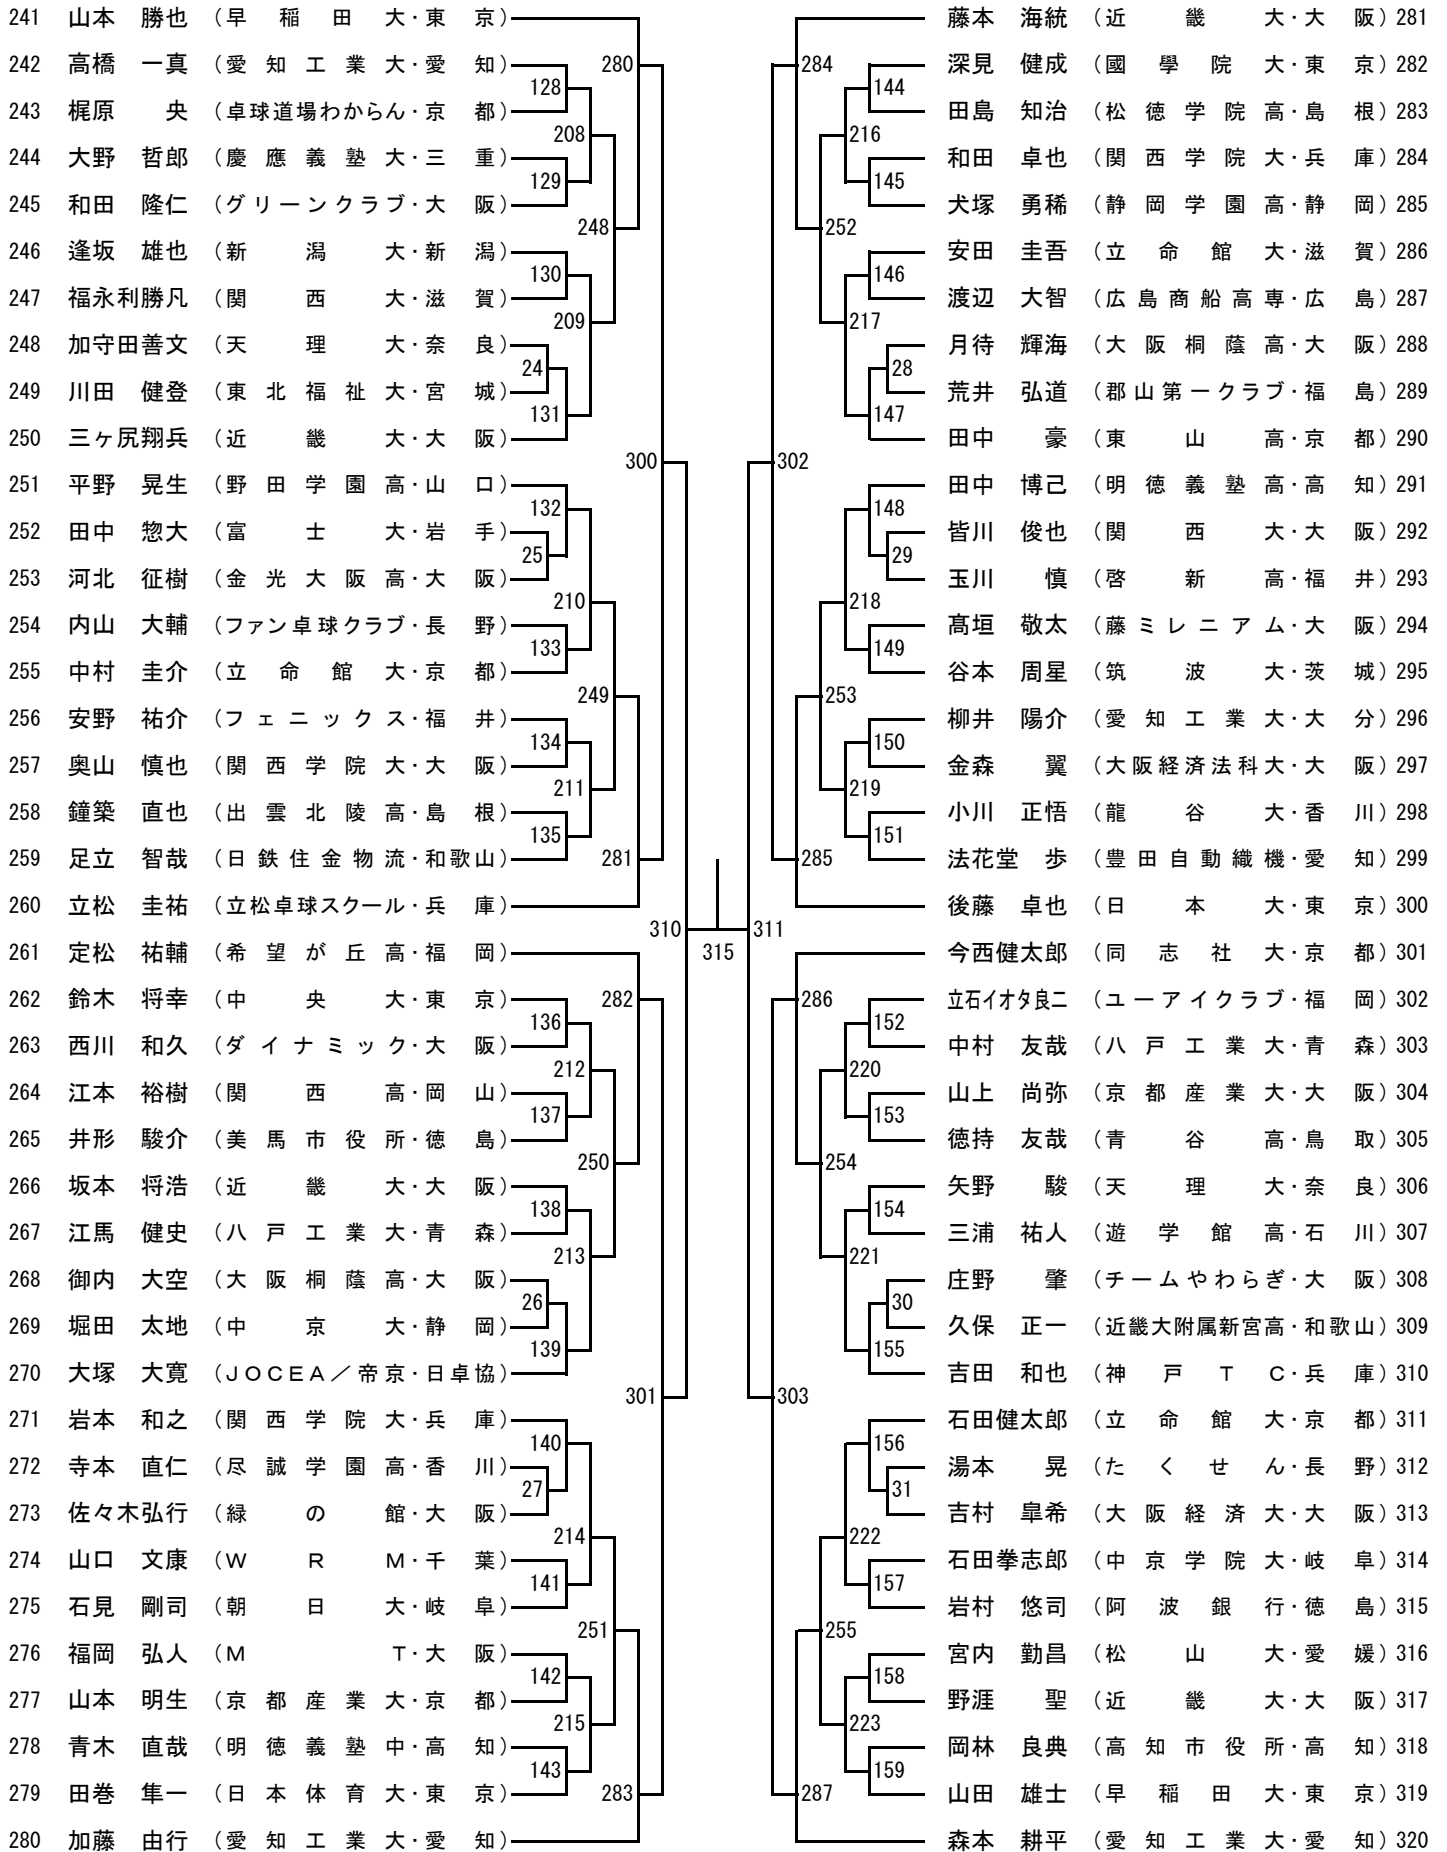 241 山本 勝也 (早稲田大・東京)
242 高橋 一真 (愛知工業大・愛知)
243 梶原 央 (卓球道場わからん・京都)
244 大野 哲郎 (慶應義塾大・三重)
245 和田 隆仁 (グリーンクラブ・大阪)
246 逢坂 雄也 (新潟大・新潟)
247 福永利勝凡 (関西大・滋賀)
248 加守田善文 (天理大・奈良)
249 川田 健登 (東北福祉大・宮城)
250 三ヶ尻翔兵 (近畿大・大阪)
251 平野 晃生 (野田学園高・山口)
252 田中 惣大 (富士大・岩手)
253 河北 征樹 (金光大阪高・大阪)
254 内山 大輔 (ファン卓球クラブ・長野)
255 中村 圭介 (立命館大・京都)
256 安野 祐介 (フェニックス・福井)
257 奥山 慎也 (関西学院大・大阪)
258 鐘築 直也 (出雲北陵高・島根)
259 足立 智哉 (日鉄住金物流・和歌山)
260 立松 圭祐 (立松卓球スクール・兵庫)
261 定松 祐輔 (希望が丘高・福岡)
262 鈴木 将幸 (中央大・東京)
263 西川 和久 (ダイナミック・大阪)
264 江本 裕樹 (関西高・岡山)
265 井形 駿介 (美馬市役所・徳島)
266 坂本 将浩 (近畿大・大阪)
267 江馬 健史 (八戸工業大・青森)
268 御内 大空 (大阪桐蔭高・大阪)
269 堀田 太地 (中京大・静岡)
270 大塚 大寛 (JOCEA/帝京・日卓協)
271 岩本 和之 (関西学院大・兵庫)
272 寺本 直仁 (尽誠学園高・香川)
273 佐々木弘行 (緑の館・大阪)
274 山口 文康 (WRM・千葉)
275 石見 剛司 (朝日大・岐阜)
276 福岡 弘人 (MT・大阪)
277 山本 明生 (京都産業大・京都)
278 青木 直哉 (明徳義塾中・高知)
279 田巻 隼一 (日本体育大・東京)
280 加藤 由行 (愛知工業大・愛知)
128
129
130
24
131
132
25
133
134
135
136
137
138
26
139
140
27
141
142
143
208
209
210
211
212
213
214
215
248
249
250
251
280
281
282
283
300
301
310
315
311
302
303
284
285
286
287
252
253
254
255
216
217
218
219
220
221
222
223
144
145
146
28
147
148
29
149
150
151
152
153
154
30
155
156
31
157
158
159
藤本 海統 (近畿大・大阪) 281
深見 健成 (國學院大・東京) 282
田島 知治 (松徳学院高・島根) 283
和田 卓也 (関西学院大・兵庫) 284
犬塚 勇稀 (静岡学園高・静岡) 285
安田 圭吾 (立命館大・滋賀) 286
渡辺 大智 (広島商船高専・広島) 287
月待 輝海 (大阪桐蔭高・大阪) 288
荒井 弘道 (郡山第一クラブ・福島) 289
田中 豪 (東山高・京都) 290
田中 博己 (明徳義塾高・高知) 291
皆川 俊也 (関西大・大阪) 292
玉川 慎 (啓新高・福井) 293
髙垣 敬太 (藤ミレニアム・大阪) 294
谷本 周星 (筑波大・茨城) 295
柳井 陽介 (愛知工業大・大分) 296
金森 翼 (大阪経済法科大・大阪) 297
小川 正悟 (龍谷大・香川) 298
法花堂 歩 (豊田自動織機・愛知) 299
後藤 卓也 (日本大・東京) 300
今西健太郎 (同志社大・京都) 301
立石イオタ良二 (ユーアイクラブ・福岡) 302
中村 友哉 (八戸工業大・青森) 303
山上 尚弥 (京都産業大・大阪) 304
徳持 友哉 (青谷高・鳥取) 305
矢野 駿 (天理大・奈良) 306
三浦 祐人 (遊学館高・石川) 307
庄野 肇 (チームやわらぎ・大阪) 308
久保 正一 (近畿大附属新宮高・和歌山) 309
吉田 和也 (神戸TC・兵庫) 310
石田健太郎 (立命館大・京都) 311
湯本 晃 (たくせん・長野) 312
吉村 皐希 (大阪経済大・大阪) 313
石田拳志郎 (中京学院大・岐阜) 314
岩村 悠司 (阿波銀行・徳島) 315
宮内 勤昌 (松山大・愛媛) 316
野涯 聖 (近畿大・大阪) 317
岡林 良典 (高知市役所・高知) 318
山田 雄士 (早稲田大・東京) 319
森本 耕平 (愛知工業大・愛知) 320